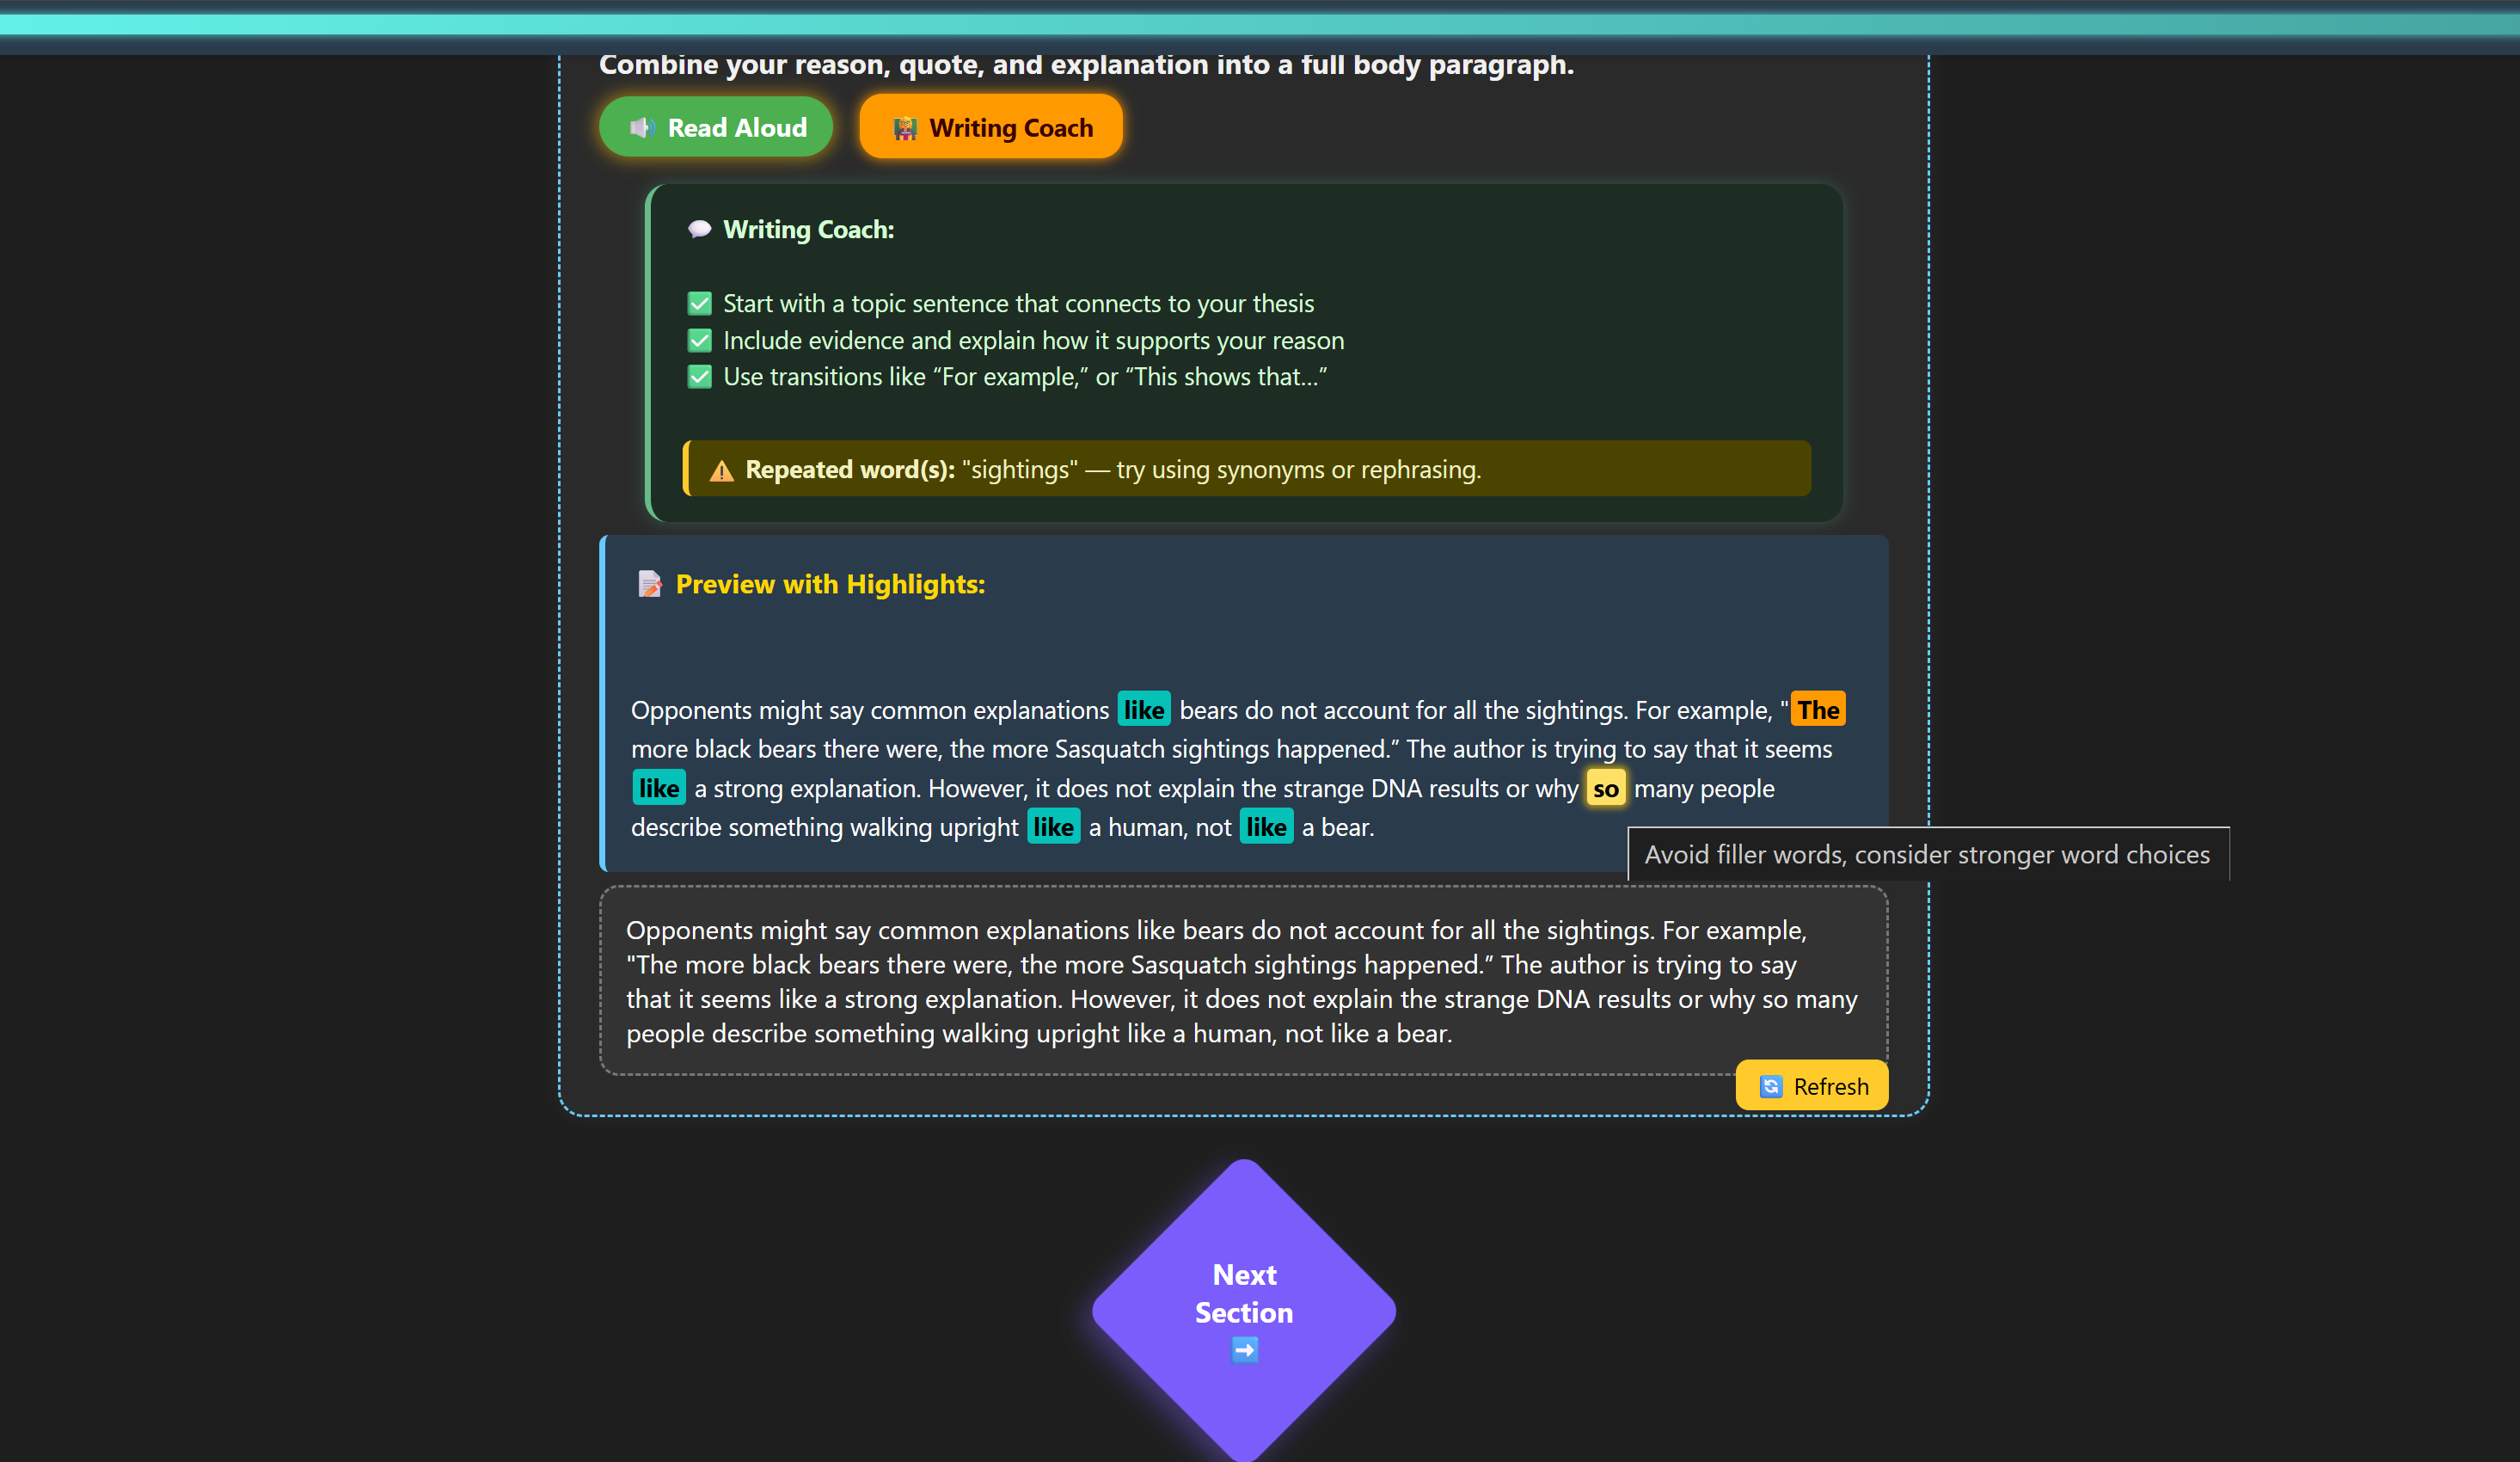 Combine your reason, quote, and explanation into a full body paragraph.
Read Aloud
Writing Coach
Writing Coach:
Start with a topic sentence that connects to your thesis
Include evidence and explain how it supports your reason
Use transitions like “For example,” or “This shows that...”
Repeated word(s): "sightings" — try using synonyms or rephrasing.
Preview with Highlights:
Opponents might say common explanations like bears do not account for all the sightings. For example, "The
more black bears there were, the more Sasquatch sightings happened.” The author is trying to say that it seems
like a strong explanation. However, it does not explain the strange DNA results or why so many people
describe something walking upright like a human, not like a bear.
Avoid filler words, consider stronger word choices
Opponents might say common explanations like bears do not account for all the sightings. For example,
"The more black bears there were, the more Sasquatch sightings happened.” The author is trying to say
that it seems like a strong explanation. However, it does not explain the strange DNA results or why so many
people describe something walking upright like a human, not like a bear.
Refresh
Next
Section